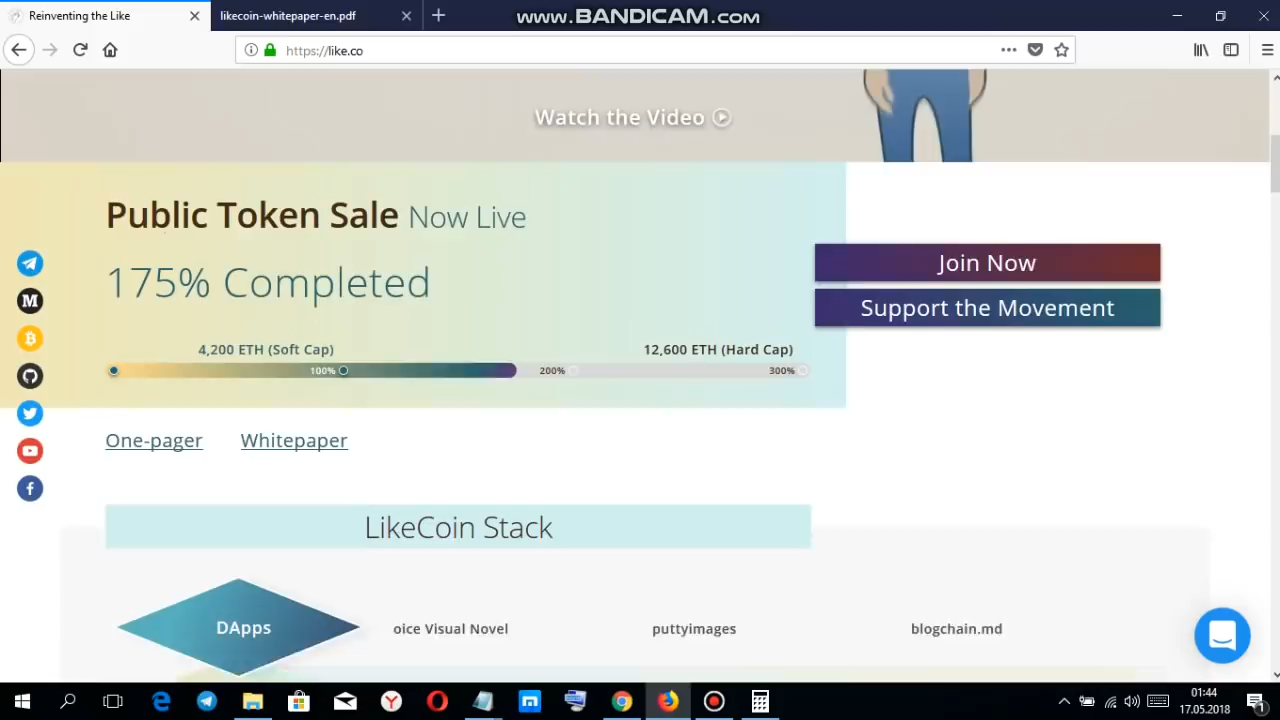 Reinventing the Like
likecoin-whitepaper-en.pdf
www.BANDICAM.com
https://like.co
Watch the Video
Public Token Sale Now Live
175% Completed
Join Now
Support the Movement
4,200 ETH (Soft Cap)
12,600 ETH (Hard Cap)
100%
200%
300%
One-pager
Whitepaper
LikeCoin Stack
DApps
oice Visual Novel
puttyimages
blogchain.md
01:44
17.05.2018
1